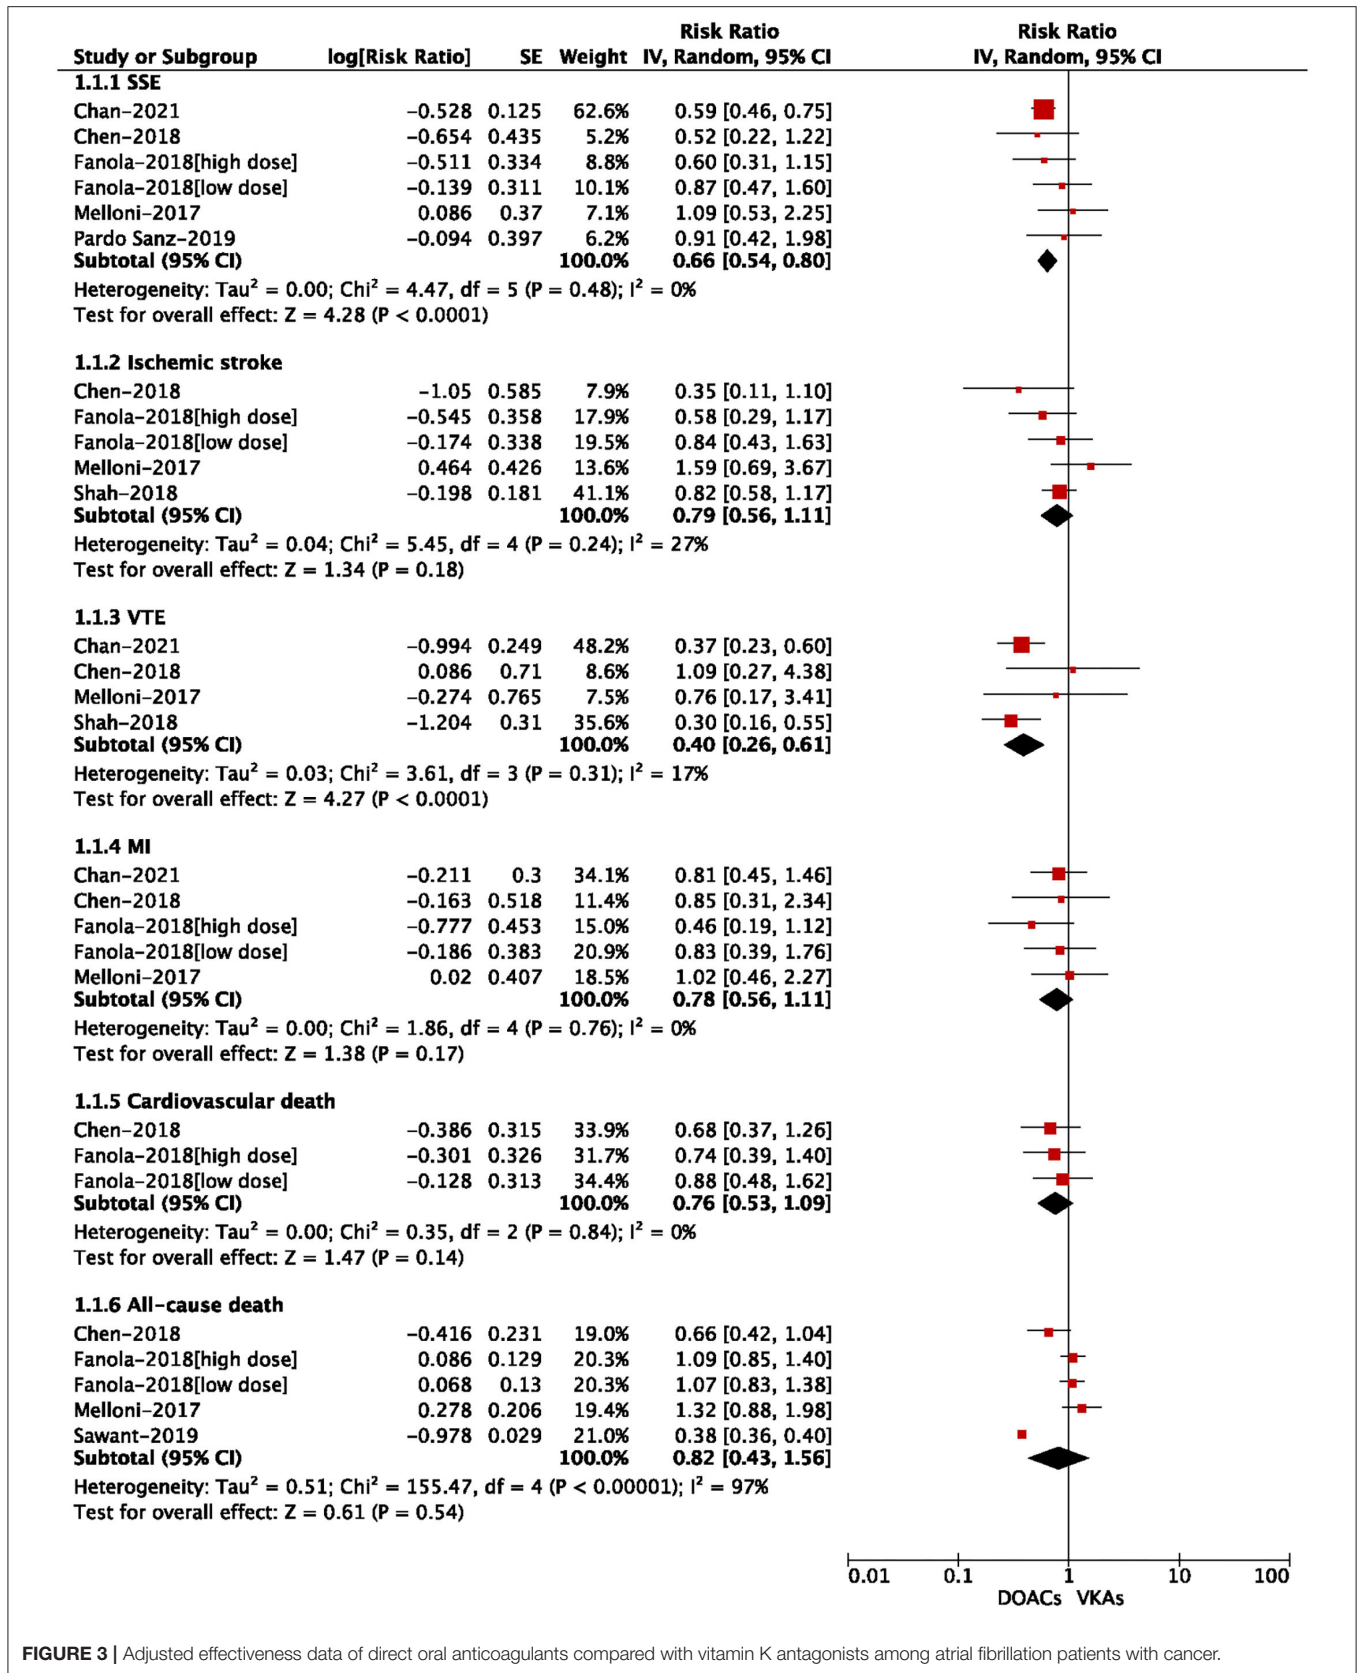 Risk Ratio Risk Ratio
Study or Subgroup log[Risk Ratio] SE Weight IV, Random, 95% CI IV, Random, 95% CI
1.1.1 SSE
Chan–2021 −0.528 0.125 62.6% 0.59 [0.46, 0.75]
Chen–2018 −0.654 0.435 5.2% 0.52 [0.22, 1.22]
Fanola–2018[high dose] −0.511 0.334 8.8% 0.60 [0.31, 1.15]
Fanola–2018[low dose] −0.139 0.311 10.1% 0.87 [0.47, 1.60]
Melloni–2017 0.086 0.37 7.1% 1.09 [0.53, 2.25]
Pardo Sanz–2019 −0.094 0.397 6.2% 0.91 [0.42, 1.98]
Subtotal (95% CI) 100.0% 0.66 [0.54, 0.80]
Heterogeneity: Tau² = 0.00; Chi² = 4.47, df = 5 (P = 0.48); I² = 0%
Test for overall effect: Z = 4.28 (P < 0.0001)
1.1.2 Ischemic stroke
Chen–2018 −1.05 0.585 7.9% 0.35 [0.11, 1.10]
Fanola–2018[high dose] −0.545 0.358 17.9% 0.58 [0.29, 1.17]
Fanola–2018[low dose] −0.174 0.338 19.5% 0.84 [0.43, 1.63]
Melloni–2017 0.464 0.426 13.6% 1.59 [0.69, 3.67]
Shah–2018 −0.198 0.181 41.1% 0.82 [0.58, 1.17]
Subtotal (95% CI) 100.0% 0.79 [0.56, 1.11]
Heterogeneity: Tau² = 0.04; Chi² = 5.45, df = 4 (P = 0.24); I² = 27%
Test for overall effect: Z = 1.34 (P = 0.18)
1.1.3 VTE
Chan–2021 −0.994 0.249 48.2% 0.37 [0.23, 0.60]
Chen–2018 0.086 0.71 8.6% 1.09 [0.27, 4.38]
Melloni–2017 −0.274 0.765 7.5% 0.76 [0.17, 3.41]
Shah–2018 −1.204 0.31 35.6% 0.30 [0.16, 0.55]
Subtotal (95% CI) 100.0% 0.40 [0.26, 0.61]
Heterogeneity: Tau² = 0.03; Chi² = 3.61, df = 3 (P = 0.31); I² = 17%
Test for overall effect: Z = 4.27 (P < 0.0001)
1.1.4 MI
Chan–2021 −0.211 0.3 34.1% 0.81 [0.45, 1.46]
Chen–2018 −0.163 0.518 11.4% 0.85 [0.31, 2.34]
Fanola–2018[high dose] −0.777 0.453 15.0% 0.46 [0.19, 1.12]
Fanola–2018[low dose] −0.186 0.383 20.9% 0.83 [0.39, 1.76]
Melloni–2017 0.02 0.407 18.5% 1.02 [0.46, 2.27]
Subtotal (95% CI) 100.0% 0.78 [0.56, 1.11]
Heterogeneity: Tau² = 0.00; Chi² = 1.86, df = 4 (P = 0.76); I² = 0%
Test for overall effect: Z = 1.38 (P = 0.17)
1.1.5 Cardiovascular death
Chen–2018 −0.386 0.315 33.9% 0.68 [0.37, 1.26]
Fanola–2018[high dose] −0.301 0.326 31.7% 0.74 [0.39, 1.40]
Fanola–2018[low dose] −0.128 0.313 34.4% 0.88 [0.48, 1.62]
Subtotal (95% CI) 100.0% 0.76 [0.53, 1.09]
Heterogeneity: Tau² = 0.00; Chi² = 0.35, df = 2 (P = 0.84); I² = 0%
Test for overall effect: Z = 1.47 (P = 0.14)
1.1.6 All–cause death
Chen–2018 −0.416 0.231 19.0% 0.66 [0.42, 1.04]
Fanola–2018[high dose] 0.086 0.129 20.3% 1.09 [0.85, 1.40]
Fanola–2018[low dose] 0.068 0.13 20.3% 1.07 [0.83, 1.38]
Melloni–2017 0.278 0.206 19.4% 1.32 [0.88, 1.98]
Sawant–2019 −0.978 0.029 21.0% 0.38 [0.36, 0.40]
Subtotal (95% CI) 100.0% 0.82 [0.43, 1.56]
Heterogeneity: Tau² = 0.51; Chi² = 155.47, df = 4 (P < 0.00001); I² = 97%
Test for overall effect: Z = 0.61 (P = 0.54)
0.01 0.1 1 10 100
DOACs VKAs
FIGURE 3 | Adjusted effectiveness data of direct oral anticoagulants compared with vitamin K antagonists among atrial fibrillation patients with cancer.